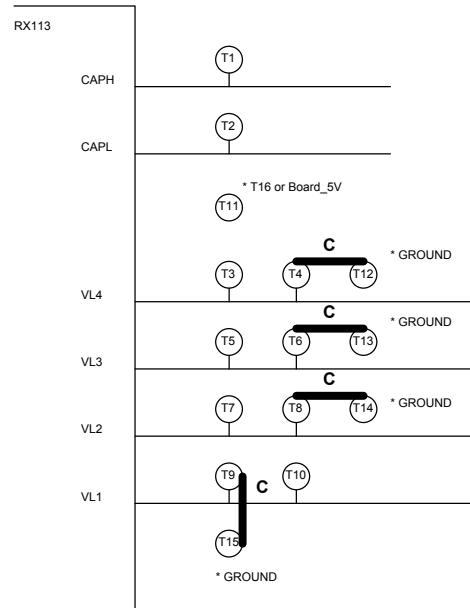 RX113
T1
CAPH
T2
CAPL
* T16 or Board_5V
T11
C
* GROUND
T3
T4
T12
VL4
C
* GROUND
T5
T6
T13
VL3
C
* GROUND
T7
T8
T14
VL2
T9
C
T10
VL1
T15
* GROUND